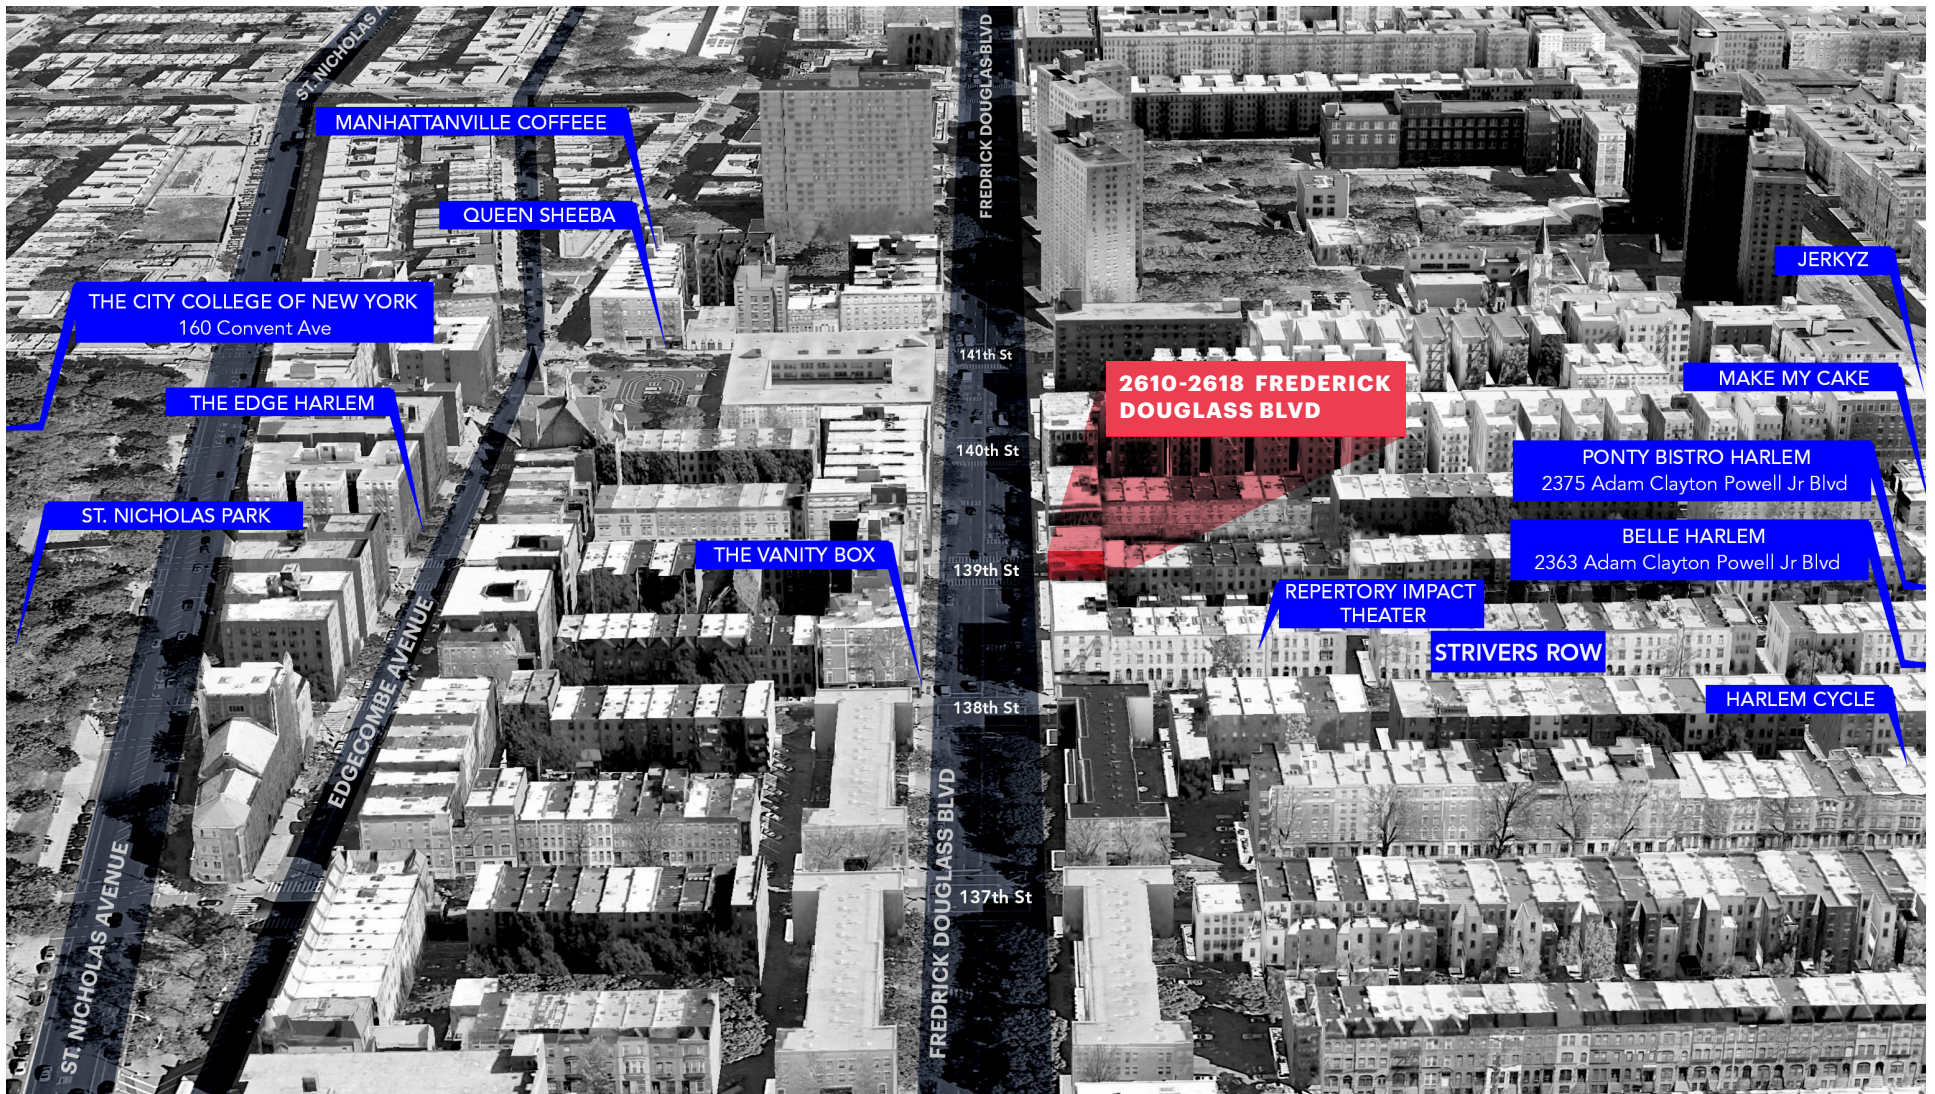 ST. NICHOLAS A
FREDRICK DOUGLASS BLVD
MANHATTANVILLE COFFEEE
QUEEN SHEEBA
JERKYZ
THE CITY COLLEGE OF NEW YORK
160 Convent Ave
141th St
2610-2618 FREDERICK
DOUGLASS BLVD
MAKE MY CAKE
THE EDGE HARLEM
140th St
PONTY BISTRO HARLEM
2375 Adam Clayton Powell Jr Blvd
ST. NICHOLAS PARK
BELLE HARLEM
2363 Adam Clayton Powell Jr Blvd
THE VANITY BOX
139th St
REPERTORY IMPACT
THEATER
STRIVERS ROW
EDGECOMBE AVENUE
138th St
HARLEM CYCLE
FREDRICK DOUGLASS BLVD
137th St
ST. NICHOLAS AVENUE